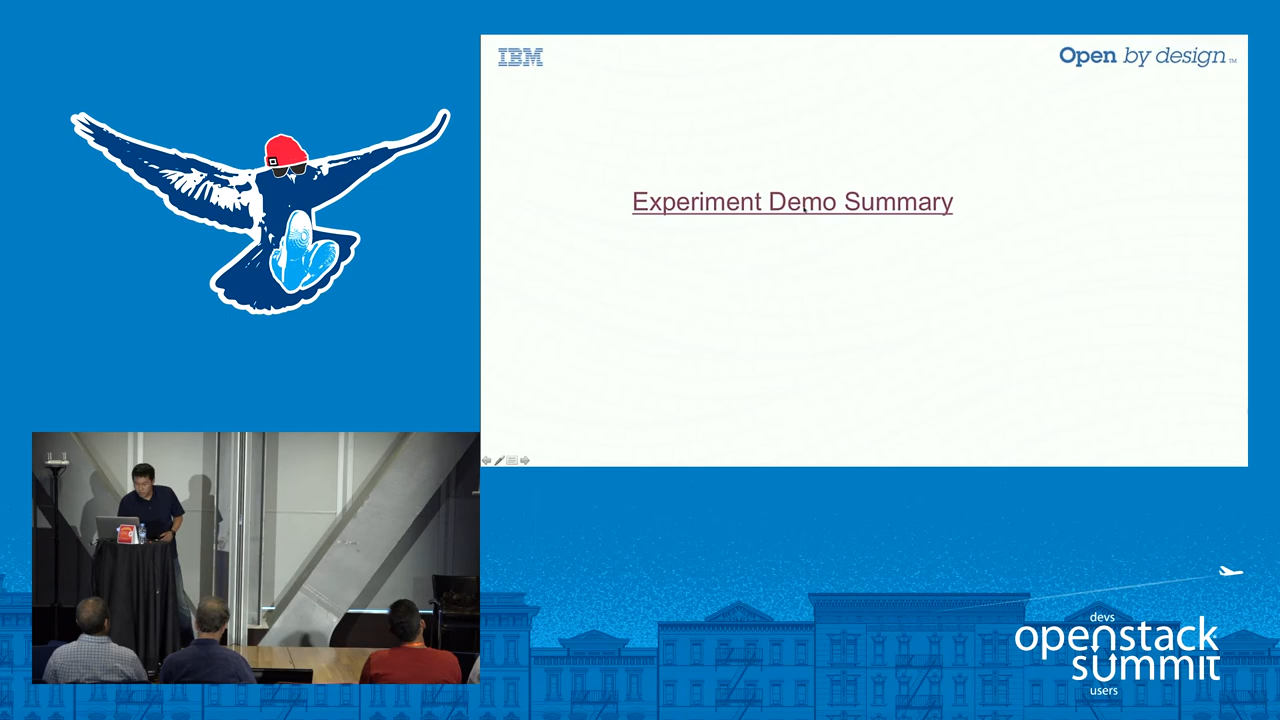 IBM
Open by design™
Experiment Demo Summary
devs
openstack
summit
users